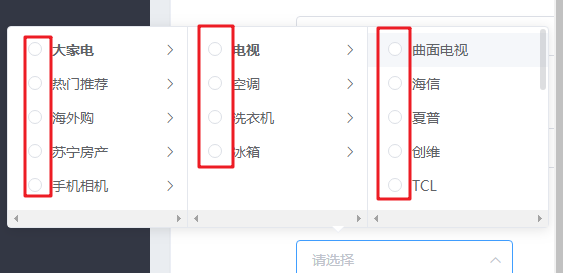 大家电
热门推荐
海外购
苏宁房产
手机相机
电视
空调
洗衣机
冰箱
曲面电视
海信
夏普
创维
TCL
请选择